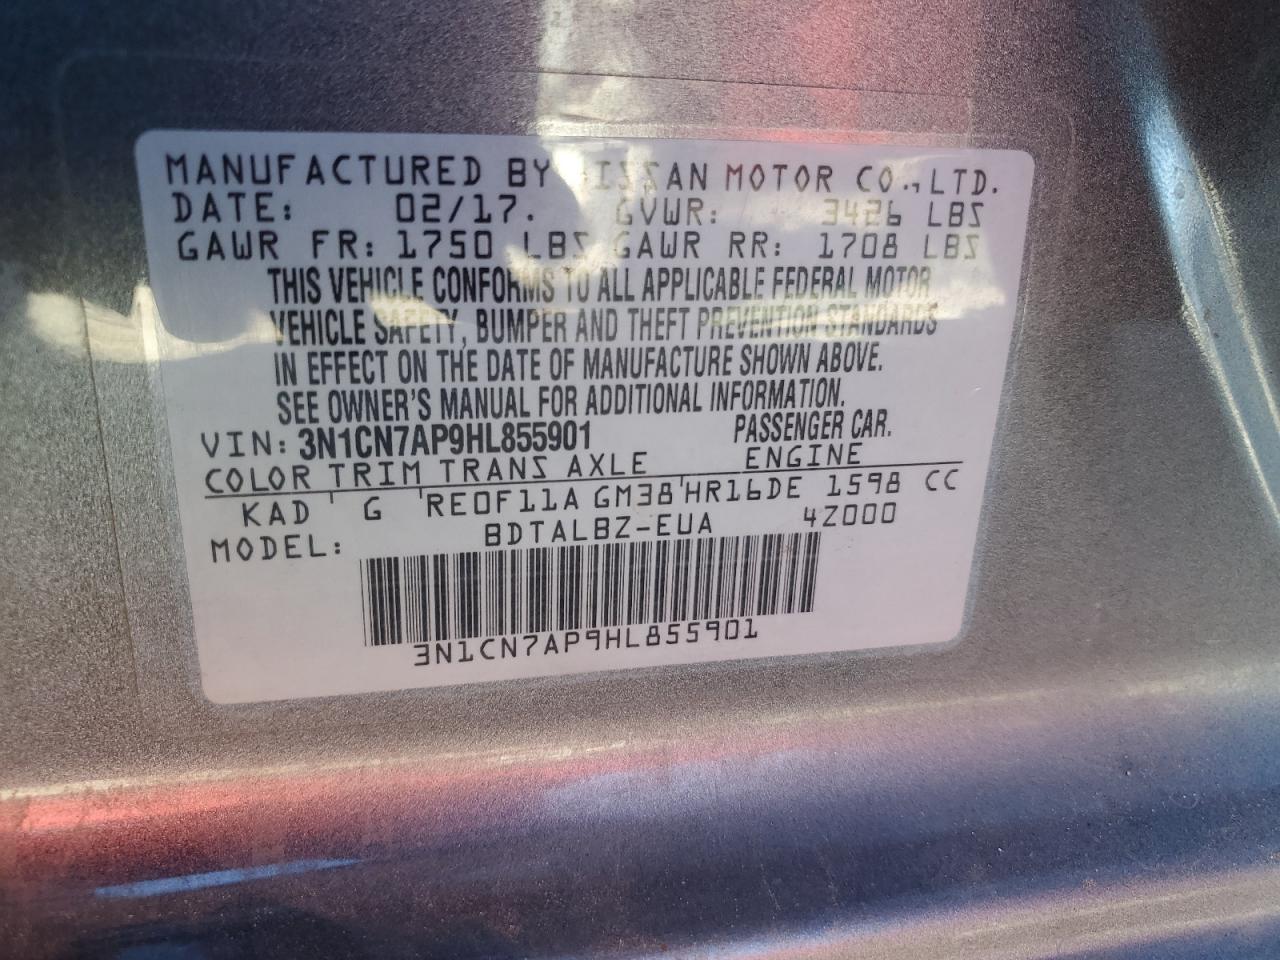 MANUFACTURED BY NISSAN MOTOR CO., LTD.
DATE: 02/17. GVWR: 3426 LBS
GAWR FR: 1750 LBS GAWR RR: 1708 LBS
THIS VEHICLE CONFORMS TO ALL APPLICABLE FEDERAL MOTOR
VEHICLE SAFETY, BUMPER AND THEFT PREVENTION STANDARDS
IN EFFECT ON THE DATE OF MANUFACTURE SHOWN ABOVE.
SEE OWNER'S MANUAL FOR ADDITIONAL INFORMATION.
VIN: 3N1CN7AP9HL855901 PASSENGER CAR.
COLOR TRIM TRANS AXLE ENGINE
KAD G RE0F11A GM38 HR16DE 1598 CC
MODEL: BDTALBZ-EUA 4Z000
3N1CN7AP9HL855901